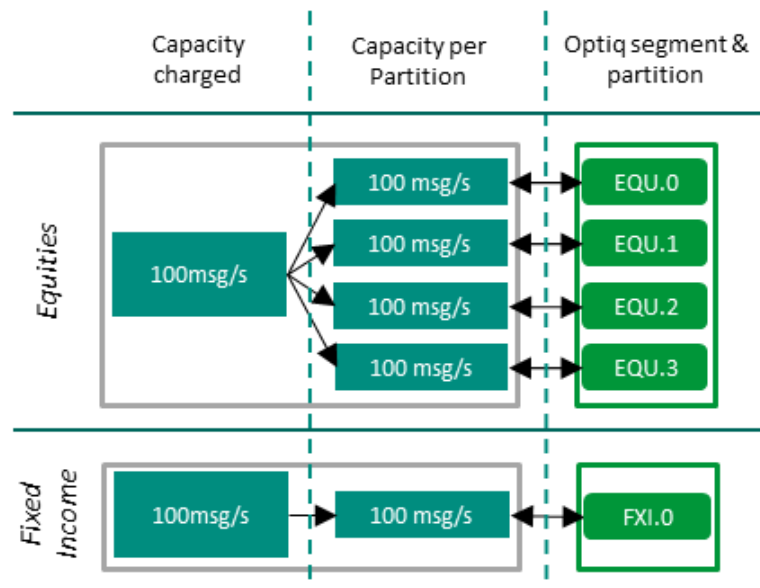 Capacity
charged
Capacity per
Partition
Optiq segment &
partition
Equities
100msg/s
100 msg/s
EQU.0
100 msg/s
EQU.1
100 msg/s
EQU.2
100 msg/s
EQU.3
Fixed
Income
100msg/s
100 msg/s
FXI.0